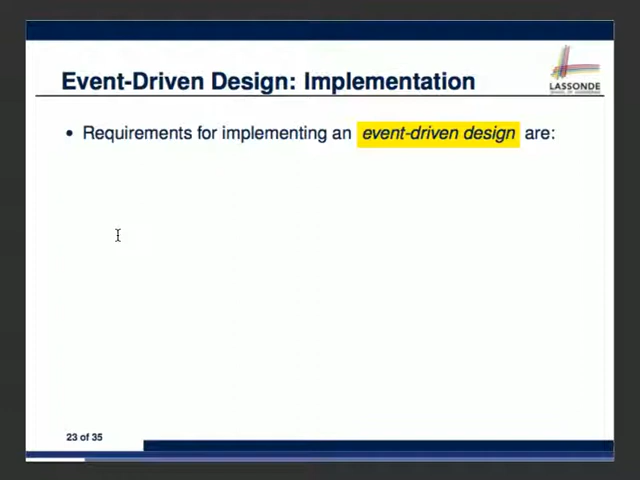 Event-Driven Design: Implementation
LASSONDE
• Requirements for implementing an event-driven design are:
23 of 35